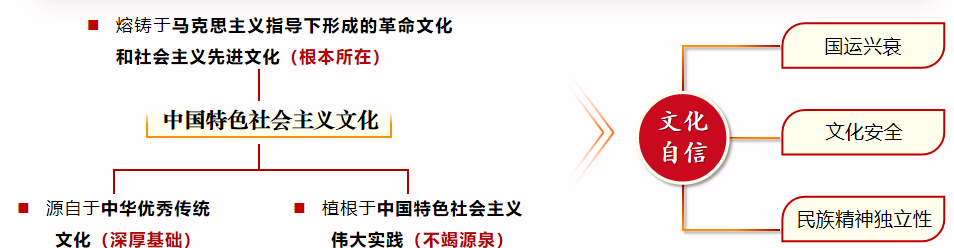 ■ 熔铸于马克思主义指导下形成的革命文化
和社会主义先进文化（根本所在）
中国特色社会主义文化
■ 源自于中华优秀传统
文化（深厚基础）
■ 植根于中国特色社会主义
伟大实践（不竭源泉）
文化
自信
国运兴衰
文化安全
民族精神独立性